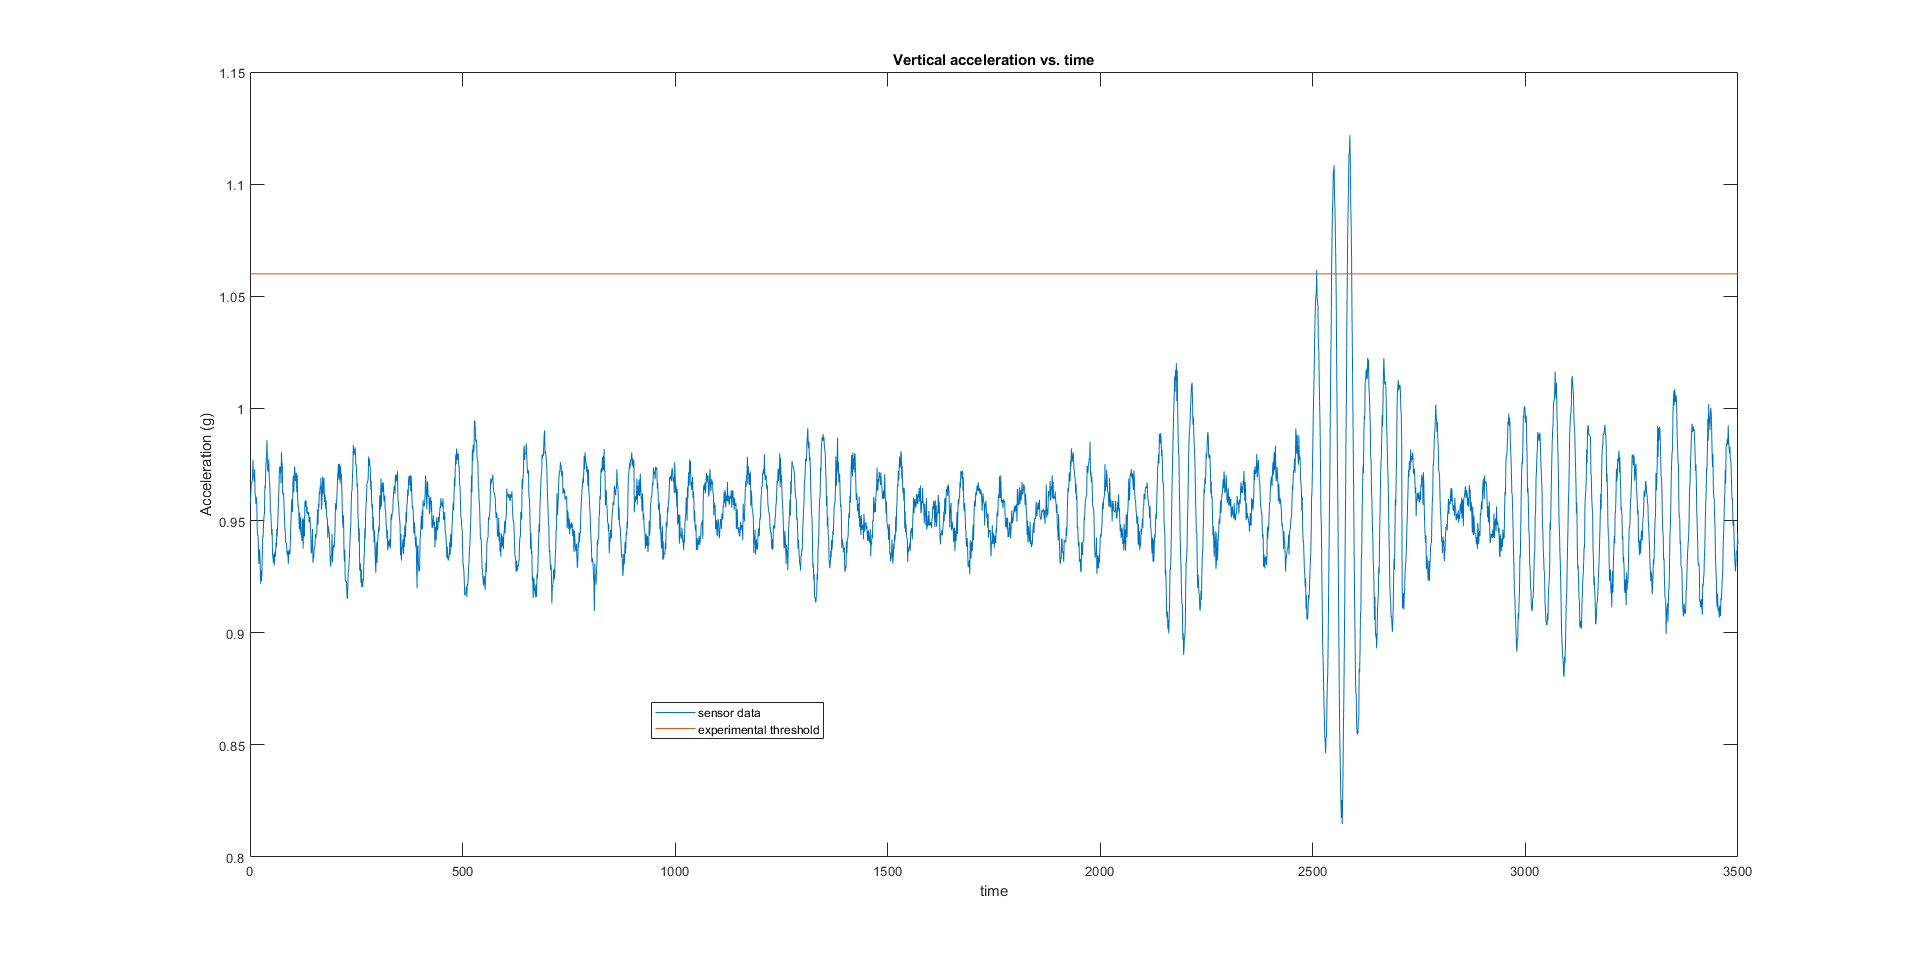 Vertical acceleration vs. time
1.15
1.1
1.05
1
0.95
0.9
0.85
0.8
Acceleration (g)
sensor data
experimental threshold
0 500 1000 1500 2000 2500 3000 3500
time